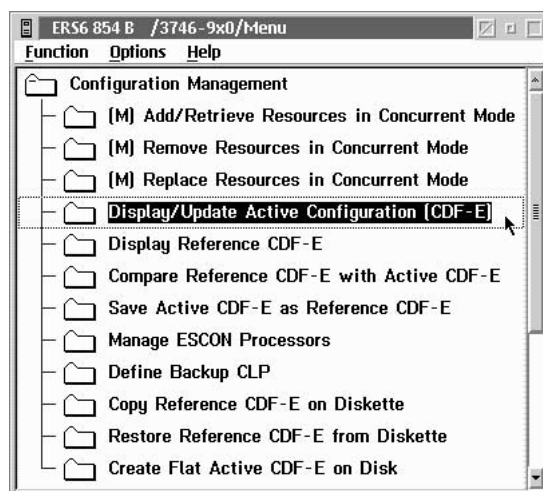 ERS6 854 B /3746-9x0/Menu
Function Options Help
Configuration Management
(M) Add/Retrieve Resources in Concurrent Mode
(M) Remove Resources in Concurrent Mode
(M) Replace Resources in Concurrent Mode
Display/Update Active Configuration (CDF-E)
Display Reference CDF-E
Compare Reference CDF-E with Active CDF-E
Save Active CDF-E as Reference CDF-E
Manage ESCON Processors
Define Backup CLP
Copy Reference CDF-E on Diskette
Restore Reference CDF-E from Diskette
Create Flat Active CDF-E on Disk